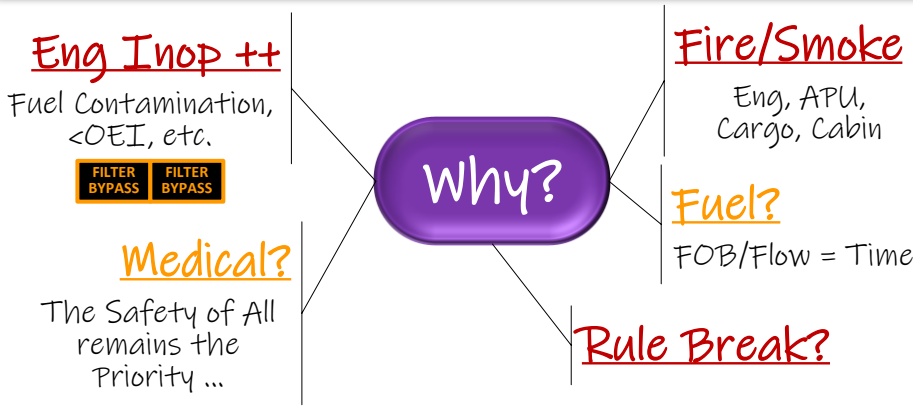 Eng Inop ++
Fuel Contamination,
<OEI, etc.
FILTER BYPASS FILTER BYPASS
Medical?
The Safety of All
remains the
Priority ...
Why?
Fire/Smoke
Eng, APU,
Cargo, Cabin
Fuel?
FOB/Flow = Time
Rule Break?